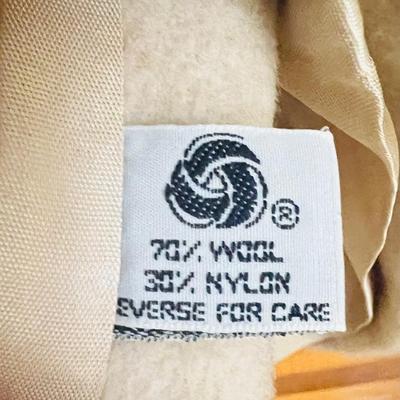 ®
70% WOOL
30% NYLON
EVERSE FOR CARE